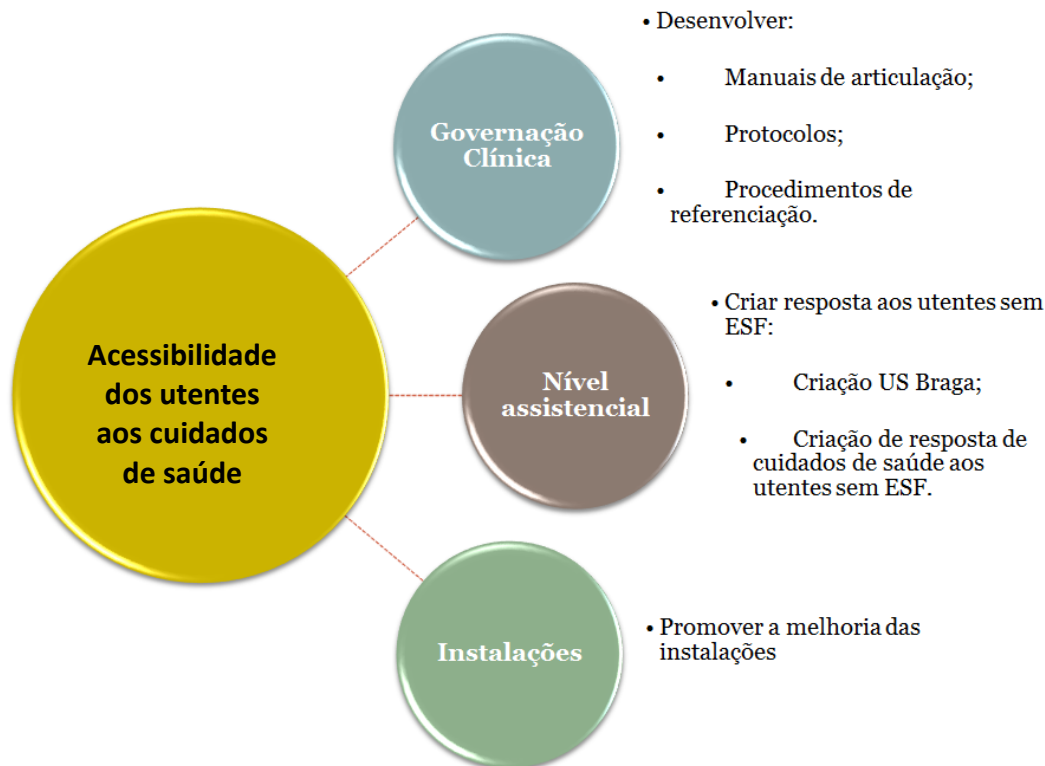 Acessibilidade
dos utentes
aos cuidados
de saúde
Governação
Clínica
• Desenvolver:
• Manuais de articulação;
• Protocolos;
• Procedimentos de
referenciação.
Nível
assistencial
• Criar resposta aos utentes sem
ESF:
• Criação US Braga;
• Criação de resposta de
cuidados de saúde aos
utentes sem ESF.
Instalações
• Promover a melhoria das
instalações